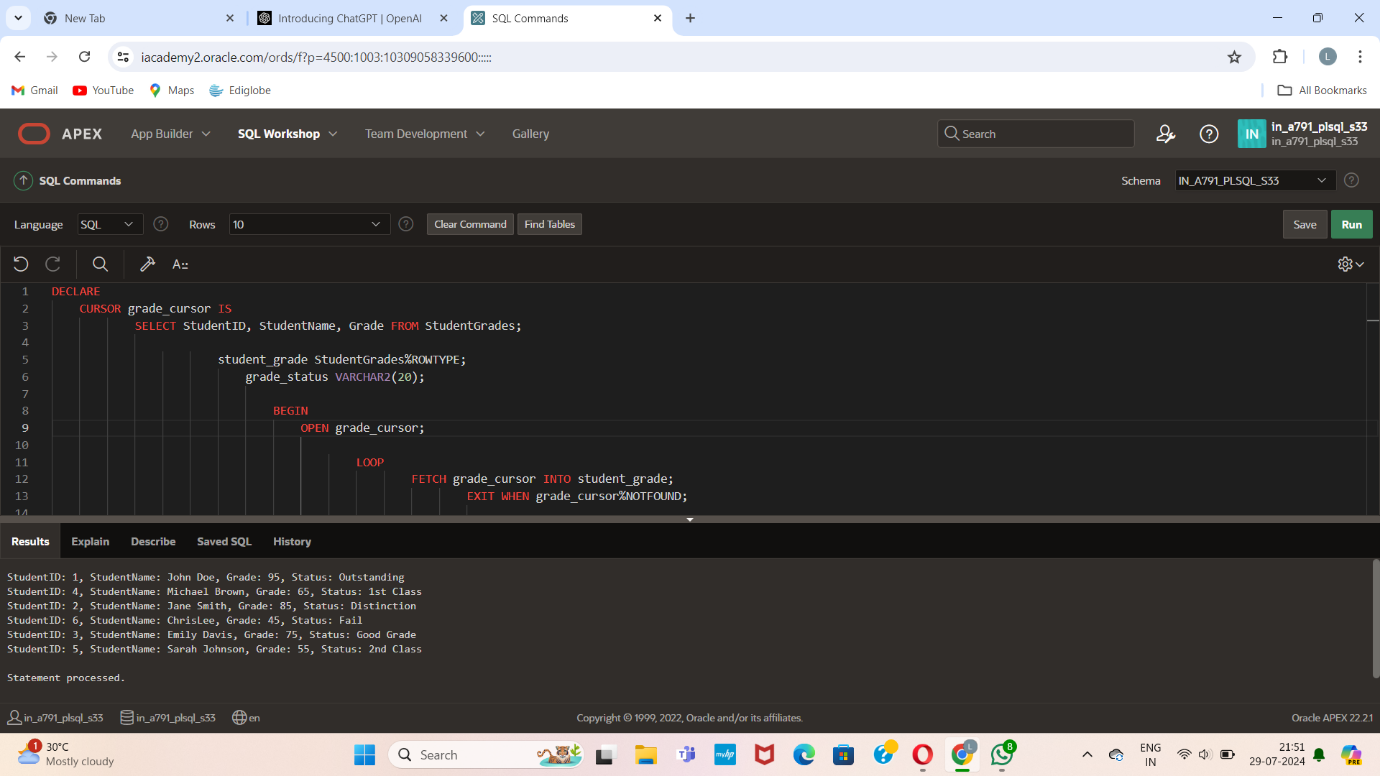 New Tab
Introducing ChatGPT | OpenAI
SQL Commands
iacademy2.oracle.com/ords/f?p=4500:1003:10309058339600:::::
L
Gmail
YouTube
Maps
Ediglobe
All Bookmarks
APEX
App Builder
SQL Workshop
Team Development
Gallery
Search
IN
in_a791_plsql_s33
in_a791_plsql_s33
SQL Commands
Schema
IN_A791_PLSQL_S33
Language
SQL
Rows
10
Clear Command
Find Tables
Save
Run
1 DECLARE
2 CURSOR grade_cursor IS
3 SELECT StudentID, StudentName, Grade FROM StudentGrades;
4
5 student_grade StudentGrades%ROWTYPE;
6 grade_status VARCHAR2(20);
7
8 BEGIN
9 OPEN grade_cursor;
10
11 LOOP
12 FETCH grade_cursor INTO student_grade;
13 EXIT WHEN grade_cursor%NOTFOUND;
14
Results
Explain
Describe
Saved SQL
History
StudentID: 1, StudentName: John Doe, Grade: 95, Status: Outstanding
StudentID: 4, StudentName: Michael Brown, Grade: 65, Status: 1st Class
StudentID: 2, StudentName: Jane Smith, Grade: 85, Status: Distinction
StudentID: 6, StudentName: ChrisLee, Grade: 45, Status: Fail
StudentID: 3, StudentName: Emily Davis, Grade: 75, Status: Good Grade
StudentID: 5, StudentName: Sarah Johnson, Grade: 55, Status: 2nd Class
Statement processed.
in_a791_plsql_s33
in_a791_plsql_s33
en
Copyright © 1999, 2022, Oracle and/or its affiliates.
Oracle APEX 22.2.1
1
30°C
Mostly cloudy
Search
myhp
L
8
ENG
IN
21:51
29-07-2024
PRE